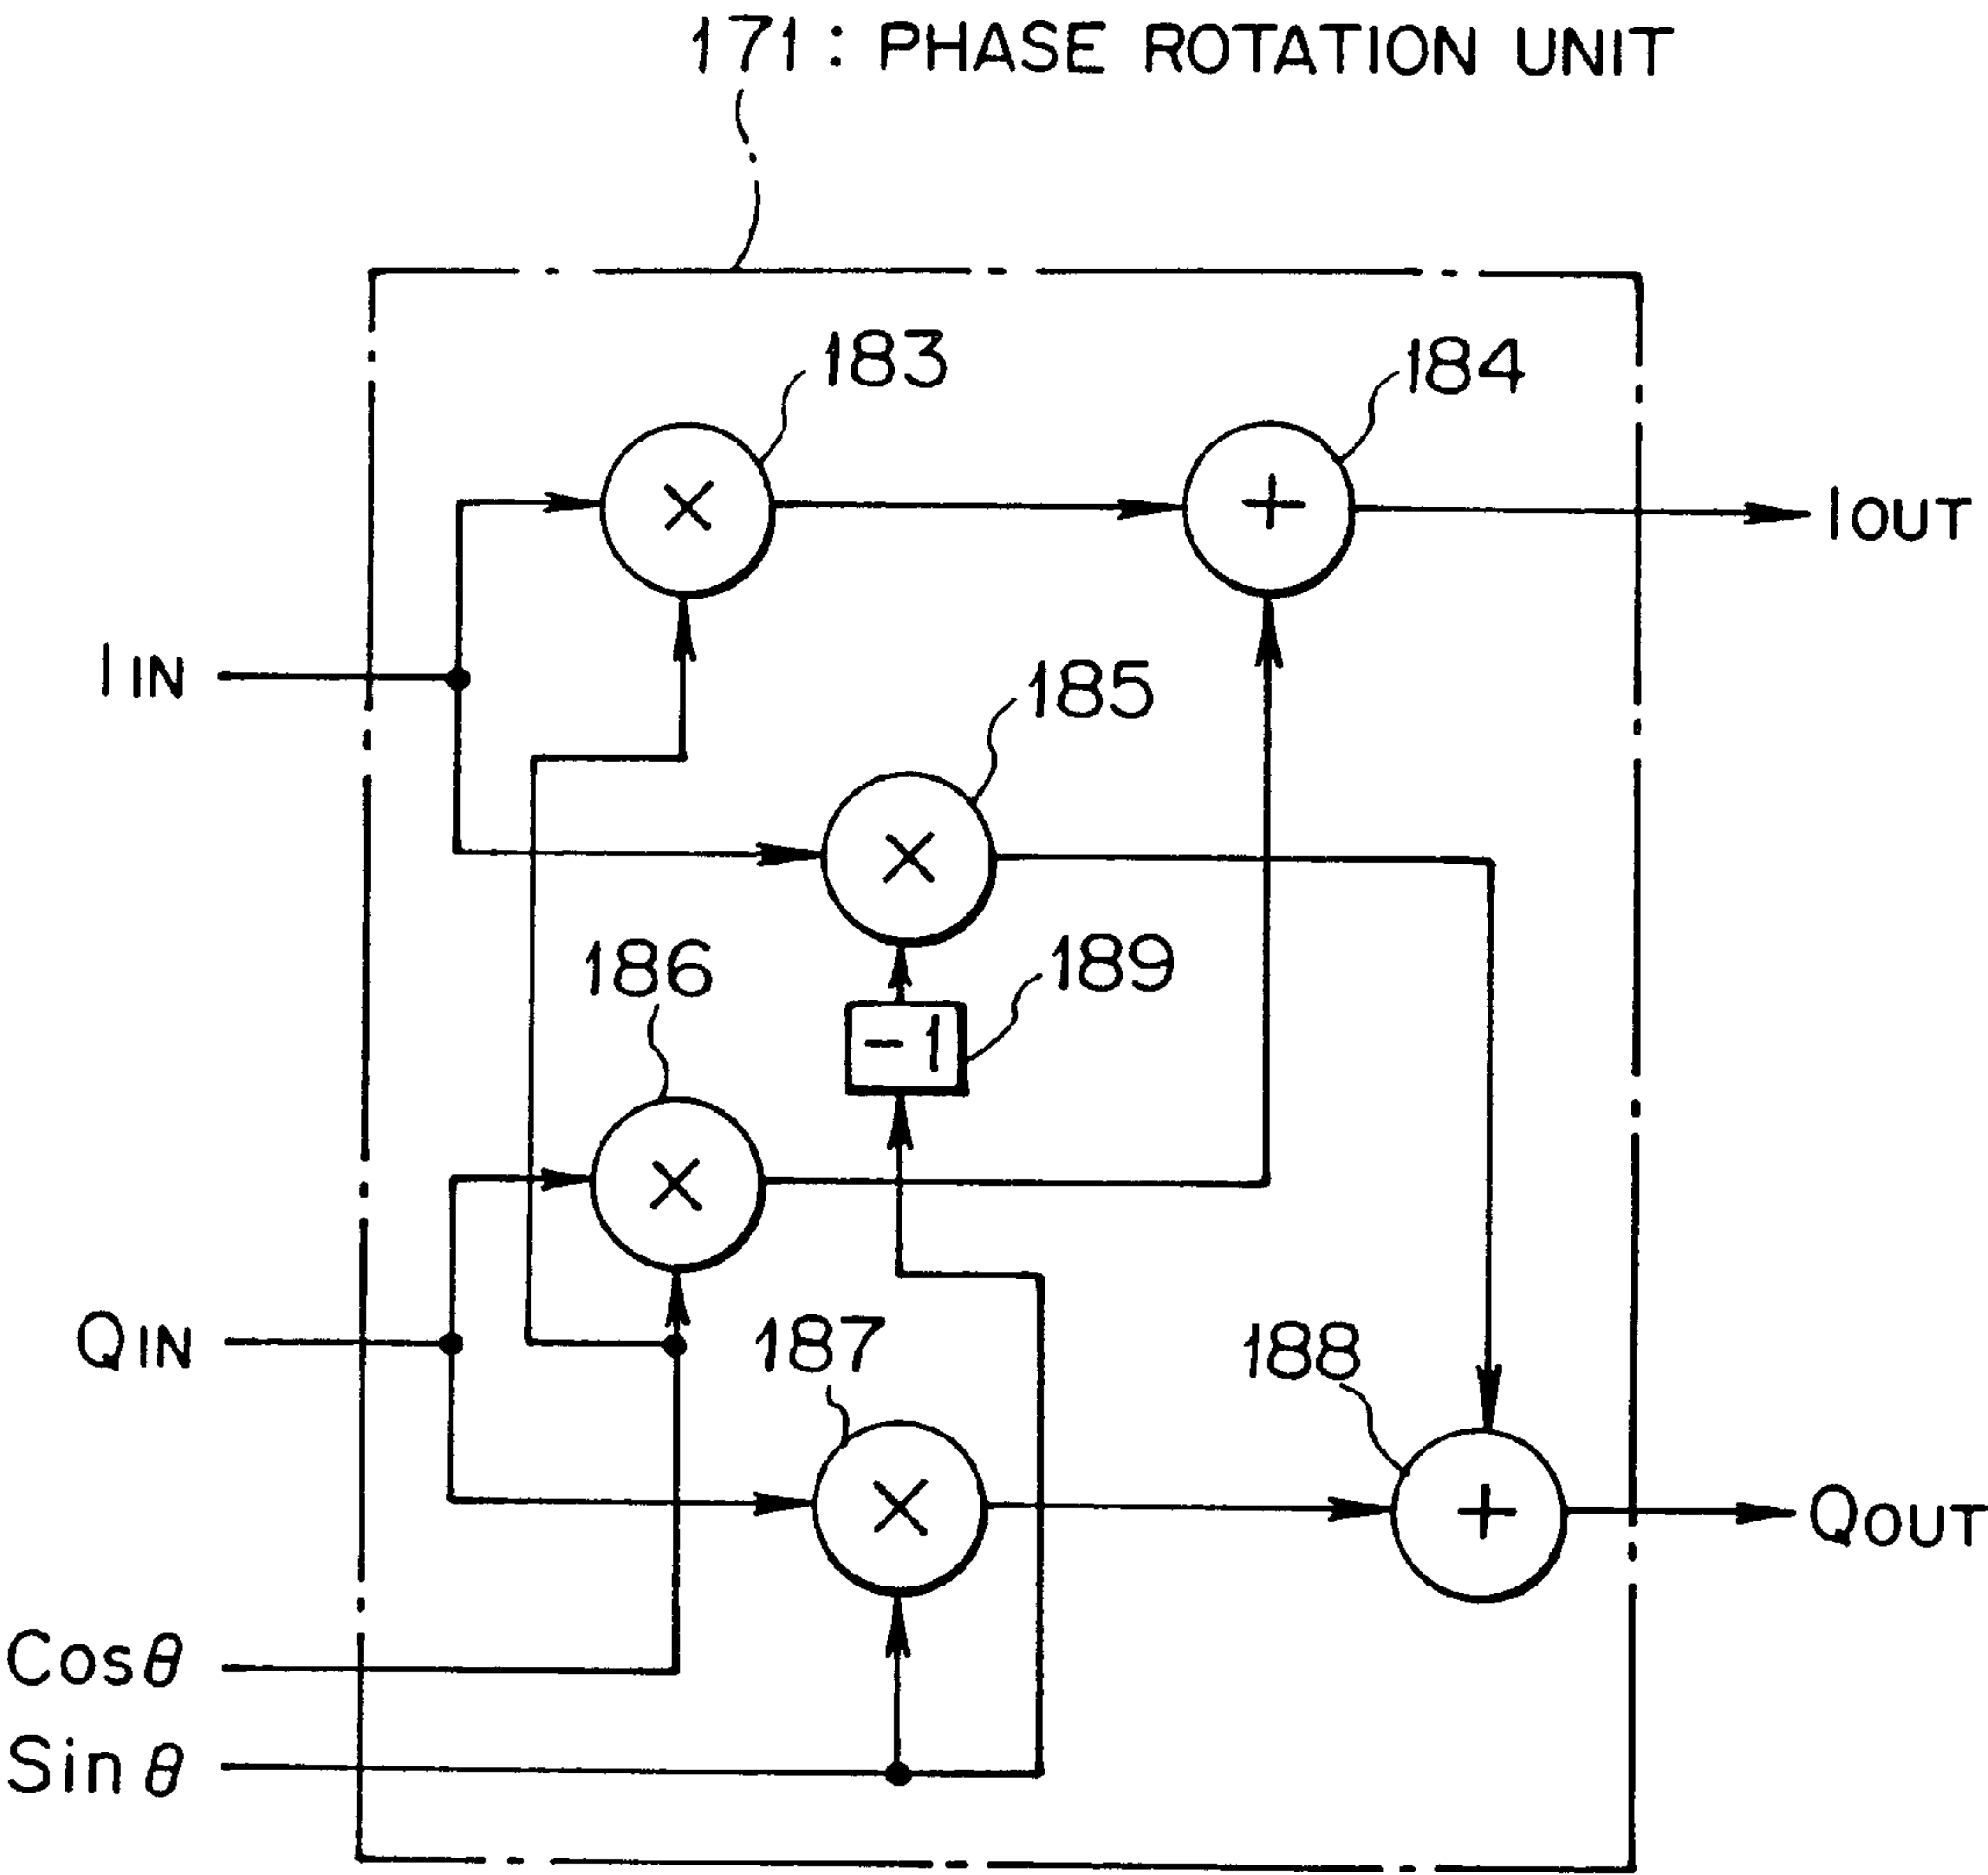 171 : PHASE ROTATION UNIT
183
184
×
+
IOUT
IIN
185
×
186
189
-1
×
QIN
187
188
×
+
QOUT
Cosθ
Sinθ